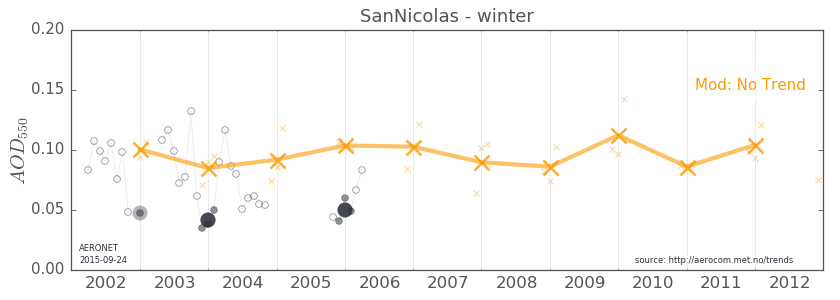 SanNicolas - winter
0.20
0.15
0.10
0.05
0.00
AOD550
Mod: No Trend
AERONET
2015-09-24
source: http://aerocom.met.no/trends
2002 2003 2004 2005 2006 2007 2008 2009 2010 2011 2012